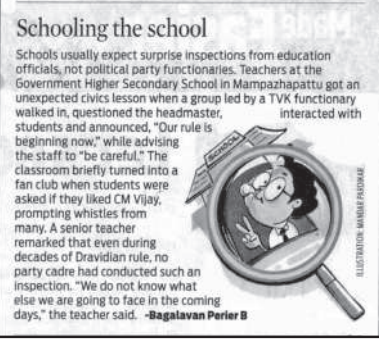 Schooling the school
Schools usually expect surprise inspections from education
officials, not political party functionaries. Teachers at the
Government Higher Secondary School in Mampazhapattu got an
unexpected civics lesson when a group led by a TVK functionary
walked in, questioned the headmaster, interacted with
students and announced, "Our rule is
beginning now," while advising
the staff to "be careful." The
classroom briefly turned into a
fan club when students were
asked if they liked CM Vijay,
prompting whistles from
many. A senior teacher
remarked that even during
decades of Dravidian rule, no
party cadre had conducted such an
inspection. "We do not know what
else we are going to face in the coming
days," the teacher said. -Bagalavan Perier B
SCHOOL
ILLUSTRATION: MANDAR PARDIKAR